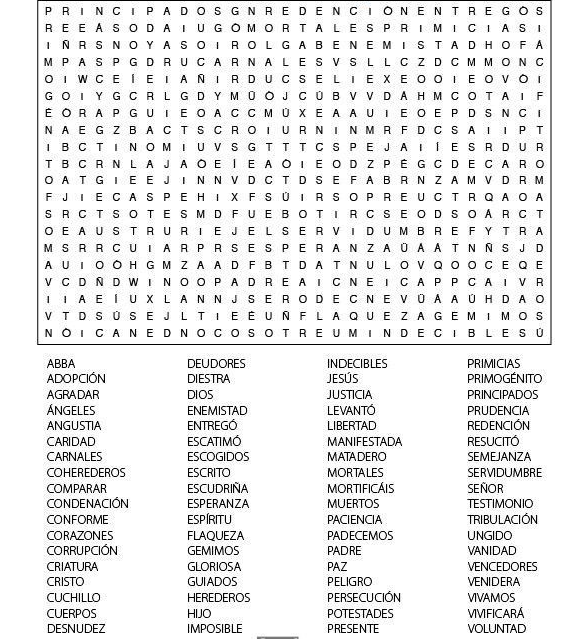 P R I N C I P A D O S G N R E D E N C I Ó N E N T R E G Ó S
R E E Á S O D A I U G Ó M O R T A L E S P R I M I C I A S I
I Ñ R S N O Y A S O I R O L G A B E N E M I S T A D H O F Á
M P A S P G D R U C A R N A L E S V S L L C Z D C M M O N C
O I W C E Í E I A Ñ I R D U C S E L I E X E O O I E O V Ó I
G O I Y G C R L G D Y M Ü Ó J C Ú B V V D Á H M C O T A I F
É Ó R A P G U I E O A C C M Ü X E A A U I E O E P D S N C I
N A E G Z B A C T S C R O I U R N I N M R F D C S A I I P T
I B C T I N O M I U V S G T T T C S P E J A I Í E S R D U R
T B C R N L A J A Ó E Í E A Ó I E O D Z P É G C D E C A R O
O A T G I E E J I N N V D C T D S E F A B R N Z A M V D R M
F J I E C A S P E H I X F S Ú I R S O P R E U C T R Q A O A
S R C T S O T E S M D F U E B O T I R C S E O D S O Á R C T
O E A U S T R U R I E J E L S E R V I D U M B R E F Y T R A
M S R R C U I A R P R S E S P E R A N Z A Ú Á A T N Ñ S J D
A U I O Ó H G M Z A A D F B T D A T N U L O V Q O O C E Q E
V C D Ñ D W I N O O P A D R E A I C N E I C A P P C A I V R
I I A E Í U X L A N N J S E R O D E C N E V Ú A A Ú H D A O
V T D S Ú S E J L T I E É U Ñ F L A Q U E Z A G E M I M O S
N Ó I C A N E D N O C O S O T R E U M I N D E C I B L E S Ú
ABBA
ADOPCIÓN
AGRADAR
ÁNGELES
ANGUSTIA
CARIDAD
CARNALES
COHEREDEROS
COMPARAR
CONDENACIÓN
CONFORME
CORAZONES
CORRUPCIÓN
CRIATURA
CRISTO
CUCHILLO
CUERPOS
DESNUDEZ
DEUDORES
DIESTRA
DIOS
ENEMISTAD
ENTREGÓ
ESCATIMÓ
ESCOGIDOS
ESCRITO
ESCUDRIÑA
ESPERANZA
ESPÍRITU
FLAQUEZA
GEMIMOS
GLORIOSA
GUIADOS
HEREDEROS
HIJO
IMPOSIBLE
INDECIBLES
JESÚS
JUSTICIA
LEVANTÓ
LIBERTAD
MANIFESTADA
MATADERO
MORTALES
MORTIFICÁIS
MUERTOS
PACIENCIA
PADECEMOS
PADRE
PAZ
PELIGRO
PERSECUCIÓN
POTESTADES
PRESENTE
PRIMICIAS
PRIMOGÉNITO
PRINCIPADOS
PRUDENCIA
REDENCIÓN
RESUCITÓ
SEMEJANZA
SERVIDUMBRE
SEÑOR
TESTIMONIO
TRIBULACIÓN
UNGIDO
VANIDAD
VENCEDORES
VENIDERA
VIVAMOS
VIVIFICARÁ
VOLUNTAD